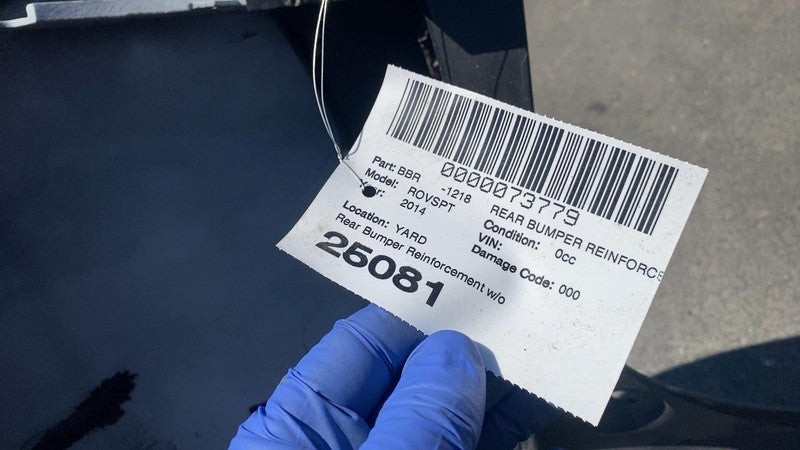 0000073779
Part: BBR -1218 REAR BUMPER REINFORCE
Model: ROVSPT Condition: 0cc
2014 VIN:
Location: YARD Damage Code: 000
Rear Bumper Reinforcement w/o
25081